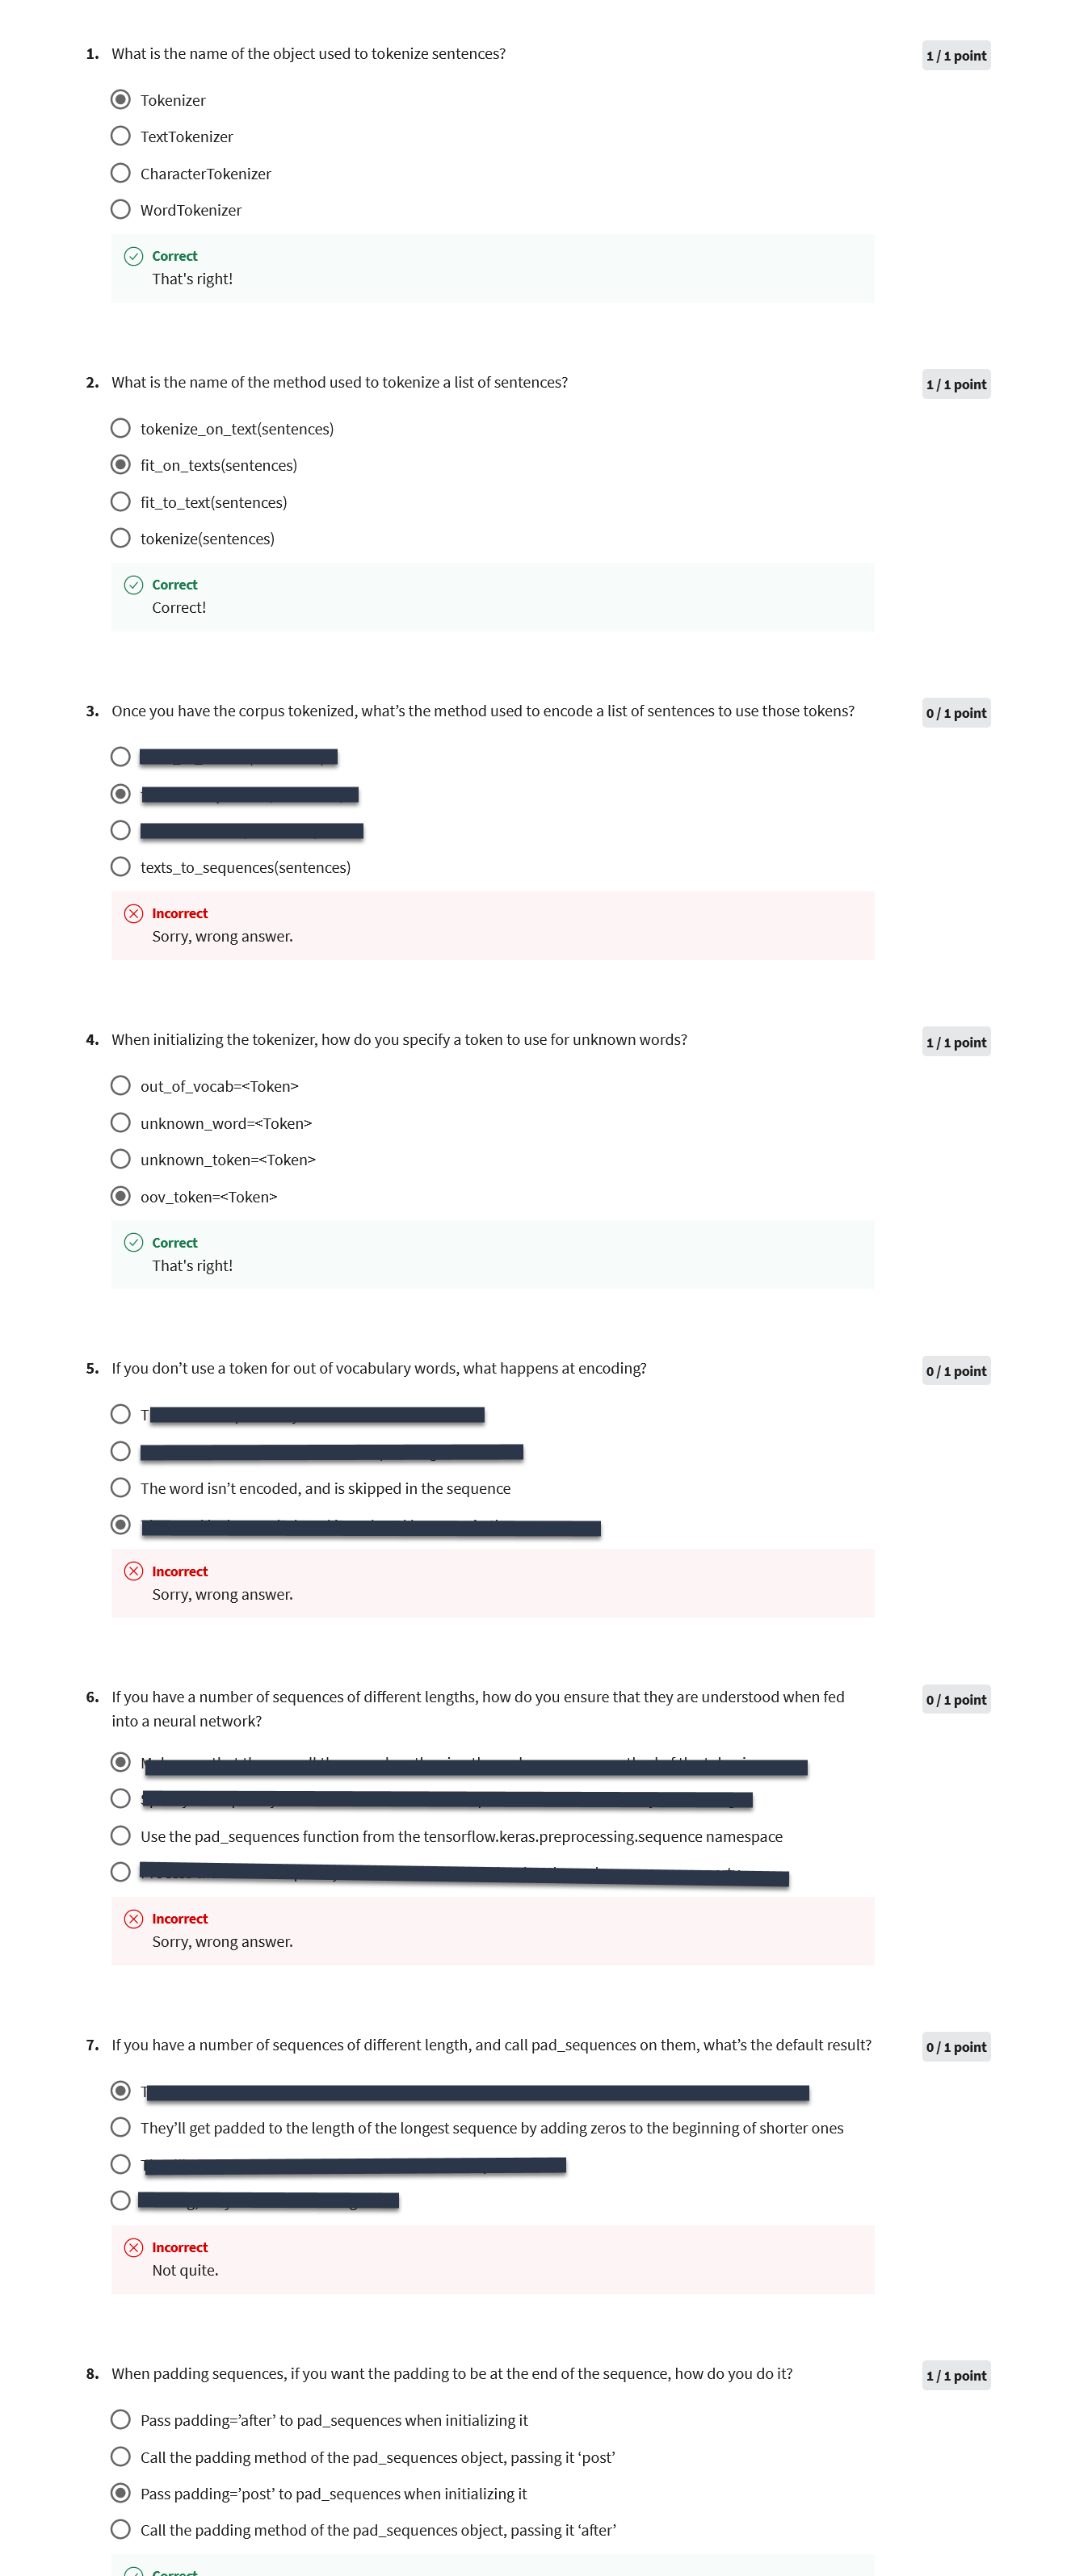 1. What is the name of the object used to tokenize sentences?
1 / 1 point
Tokenizer
TextTokenizer
CharacterTokenizer
WordTokenizer
Correct
That's right!
2. What is the name of the method used to tokenize a list of sentences?
1 / 1 point
tokenize_on_text(sentences)
fit_on_texts(sentences)
fit_to_text(sentences)
tokenize(sentences)
Correct
Correct!
3. Once you have the corpus tokenized, what’s the method used to encode a list of sentences to use those tokens?
0 / 1 point
texts_to_sequences(sentences)
Incorrect
Sorry, wrong answer.
4. When initializing the tokenizer, how do you specify a token to use for unknown words?
1 / 1 point
out_of_vocab=<Token>
unknown_word=<Token>
unknown_token=<Token>
oov_token=<Token>
Correct
That's right!
5. If you don’t use a token for out of vocabulary words, what happens at encoding?
0 / 1 point
The word isn’t encoded, and is skipped in the sequence
Incorrect
Sorry, wrong answer.
6. If you have a number of sequences of different lengths, how do you ensure that they are understood when fed
into a neural network?
0 / 1 point
Use the pad_sequences function from the tensorflow.keras.preprocessing.sequence namespace
Incorrect
Sorry, wrong answer.
7. If you have a number of sequences of different length, and call pad_sequences on them, what’s the default result?
0 / 1 point
They’ll get padded to the length of the longest sequence by adding zeros to the beginning of shorter ones
Incorrect
Not quite.
8. When padding sequences, if you want the padding to be at the end of the sequence, how do you do it?
1 / 1 point
Pass padding=’after’ to pad_sequences when initializing it
Call the padding method of the pad_sequences object, passing it ‘post’
Pass padding=’post’ to pad_sequences when initializing it
Call the padding method of the pad_sequences object, passing it ‘after’
Correct